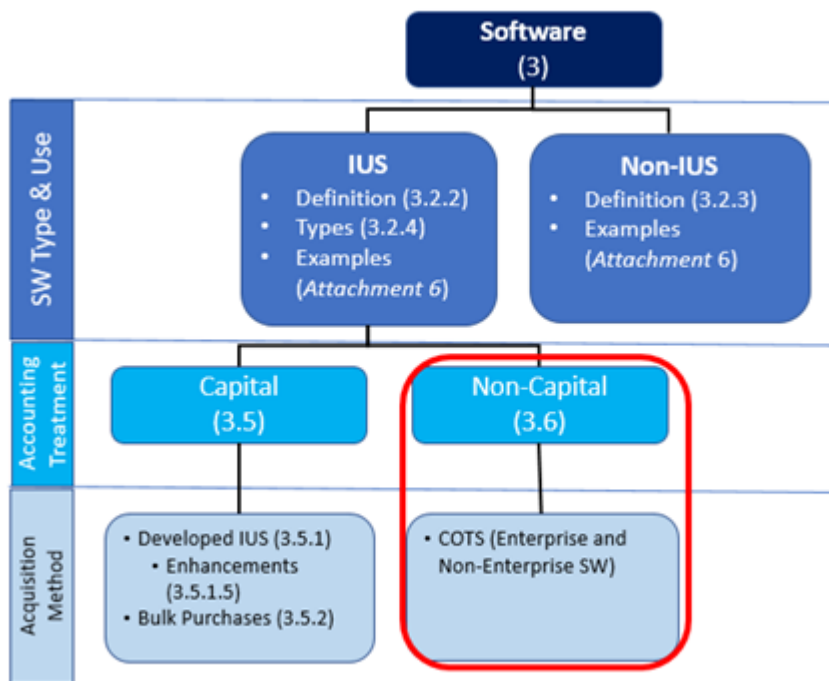 Software
(3)
SW Type & Use
IUS
• Definition (3.2.2)
• Types (3.2.4)
• Examples
(Attachment 6)
Non-IUS
• Definition (3.2.3)
• Examples
(Attachment 6)
Accounting
Treatment
Capital
(3.5)
Non-Capital
(3.6)
Acquisition
Method
• Developed IUS (3.5.1)
• Enhancements
(3.5.1.5)
• Bulk Purchases (3.5.2)
• COTS (Enterprise and
Non-Enterprise SW)